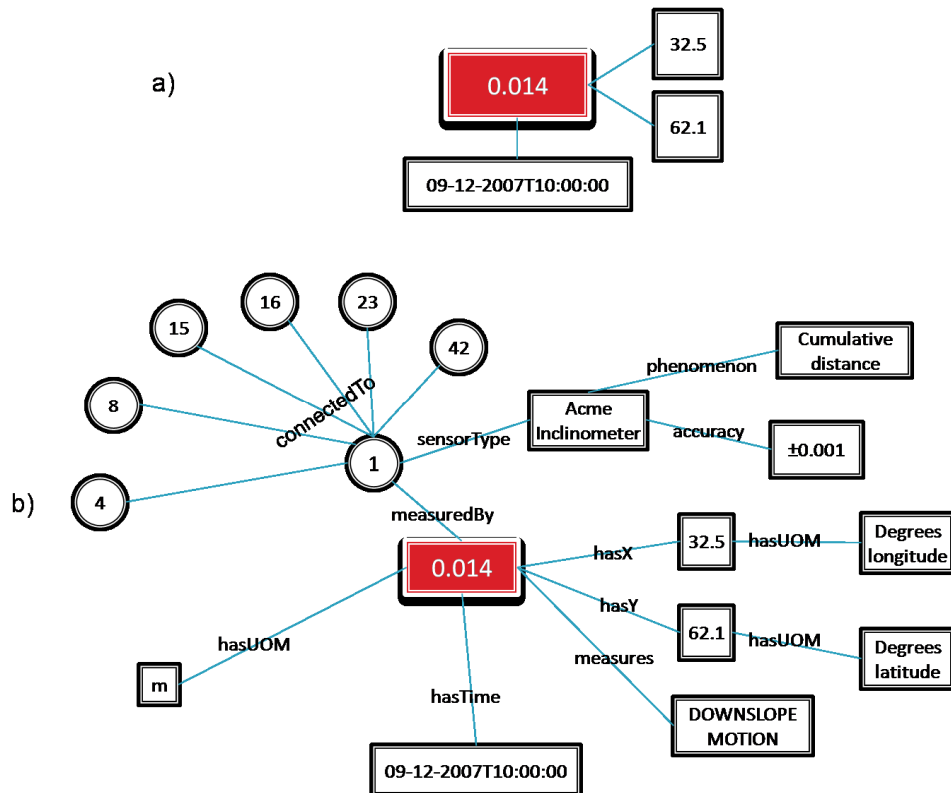 a)
0.014
32.5
62.1
09-12-2007T10:00:00
b)
4
8
15
16
23
42
connectedTo
1
sensorType
Acme
Inclinometer
phenomenon
Cumulative
distance
accuracy
±0.001
measuredBy
0.014
hasX
32.5
hasUOM
Degrees
longitude
hasY
62.1
hasUOM
Degrees
latitude
measures
DOWNSLOPE
MOTION
hasUOM
m
hasTime
09-12-2007T10:00:00